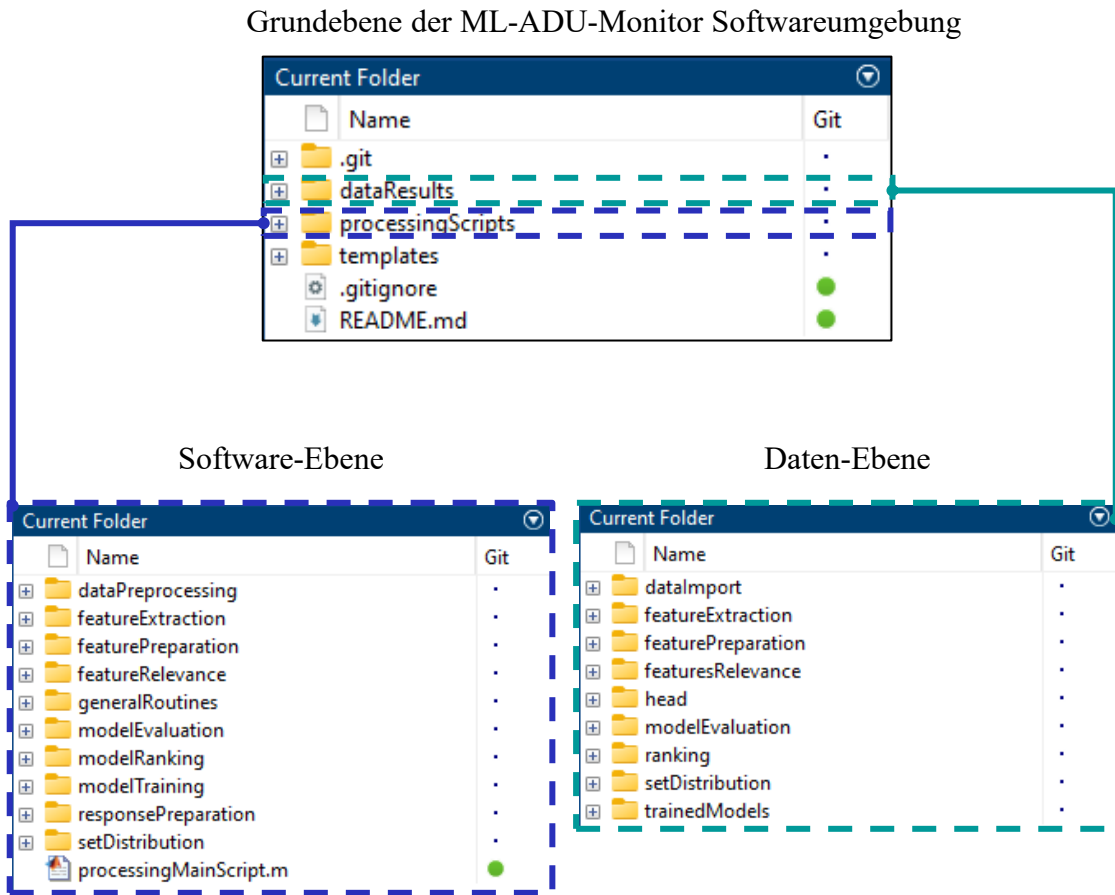 Grundebene der ML-ADU-Monitor Softwareumgebung
Current Folder
Name Git
.git
dataResults
processingScripts
templates
.gitignore
README.md
Software-Ebene
Current Folder
Name Git
dataPreprocessing
featureExtraction
featurePreparation
featureRelevance
generalRoutines
modelEvaluation
modelRanking
modelTraining
responsePreparation
setDistribution
processingMainScript.m
Daten-Ebene
Current Folder
Name Git
dataImport
featureExtraction
featurePreparation
featuresRelevance
head
modelEvaluation
ranking
setDistribution
trainedModels